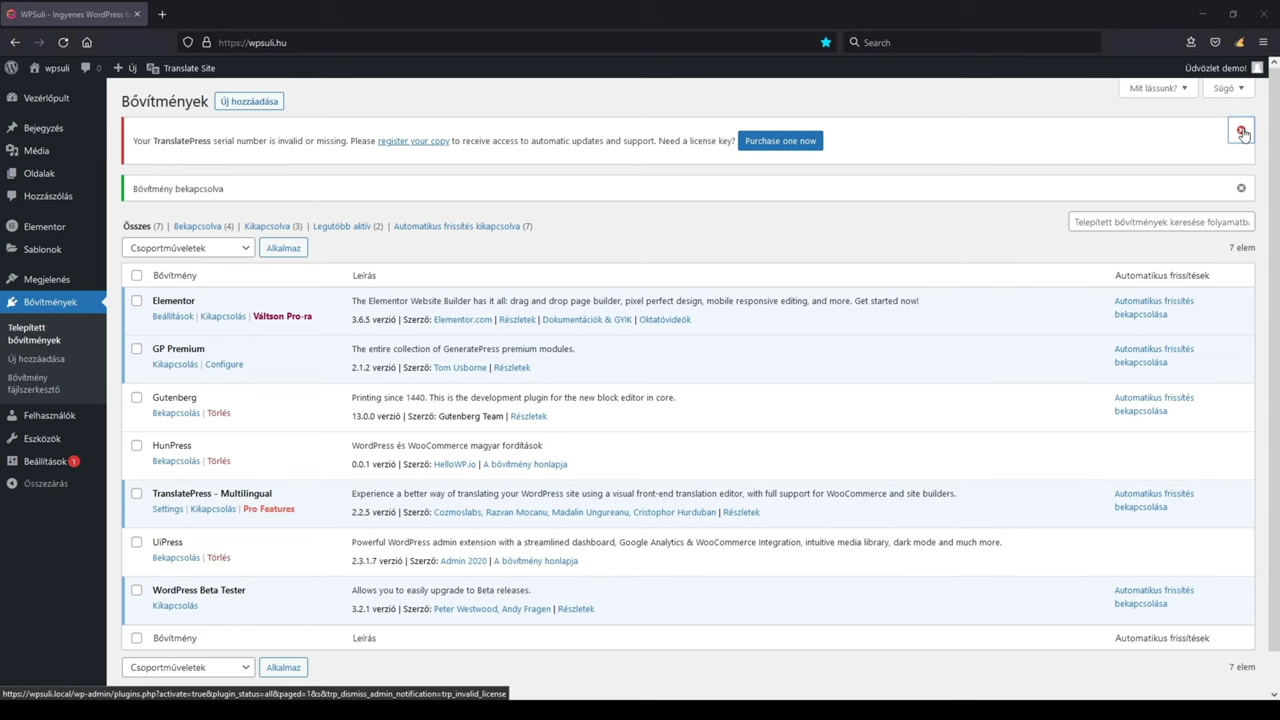 WPSuli - Ingyenes WordPress t
https://wpsuli.hu
Search
wpsuli
0
Új
Translate Site
Üdvözlet demo!
Vezérlőpult
Bejegyzés
Média
Oldalak
Hozzászólás
Elementor
Sablonok
Megjelenés
Bővítmények
Telepített
bővítmények
Új hozzáadása
Bővítmény
fájlszerkesztő
Felhasználók
Eszközök
Beállítások 1
Összezárás
Bővítmények
Új hozzáadása
Mit lássunk?
Súgó
Your TranslatePress serial number is invalid or missing. Please register your copy to receive access to automatic updates and support. Need a license key? Purchase one now
Bővítmény bekapcsolva
Összes (7) | Bekapcsolva (4) | Kikapcsolva (3) | Legutóbb aktív (2) | Automatikus frissítés kikapcsolva (7)
Telepített bővítmények keresése folyamatb.
Csoportműveletek
Alkalmaz
7 elem
Bővítmény
Leírás
Automatikus frissítések
Elementor
Beállítások | Kikapcsolás | Váltson Pro-ra
The Elementor Website Builder has it all: drag and drop page builder, pixel perfect design, mobile responsive editing, and more. Get started now!
3.6.5 verzió | Szerző: Elementor.com | Részletek | Dokumentációk & GYIK | Oktatóvideók
Automatikus frissítés
bekapcsolása
GP Premium
Kikapcsolás | Configure
The entire collection of GeneratePress premium modules.
2.1.2 verzió | Szerző: Tom Usborne | Részletek
Automatikus frissítés
bekapcsolása
Gutenberg
Bekapcsolás | Törlés
Printing since 1440. This is the development plugin for the new block editor in core.
13.0.0 verzió | Szerző: Gutenberg Team | Részletek
Automatikus frissítés
bekapcsolása
HunPress
Bekapcsolás | Törlés
WordPress és WooCommerce magyar fordítások
0.0.1 verzió | Szerző: HelloWP.io | A bővítmény honlapja
TranslatePress - Multilingual
Settings | Kikapcsolás | Pro Features
Experience a better way of translating your WordPress site using a visual front-end translation editor, with full support for WooCommerce and site builders.
2.2.5 verzió | Szerző: Cozmoslabs, Razvan Mocanu, Madalin Ungureanu, Cristophor Hurduban | Részletek
Automatikus frissítés
bekapcsolása
UiPress
Bekapcsolás | Törlés
Powerful WordPress admin extension with a streamlined dashboard, Google Analytics & WooCommerce Integration, intuitive media library, dark mode and much more.
2.3.1.7 verzió | Szerző: Admin 2020 | A bővítmény honlapja
WordPress Beta Tester
Kikapcsolás
Allows you to easily upgrade to Beta releases.
3.2.1 verzió | Szerző: Peter Westwood, Andy Fragen | Részletek
Automatikus frissítés
bekapcsolása
Bővítmény
Leírás
Automatikus frissítések
Csoportműveletek
Alkalmaz
7 elem
https://wpsuli.local/wp-admin/plugins.php?activate=true&plugin_status=all&paged=1&s&trp_dismiss_admin_notification=trp_invalid_license